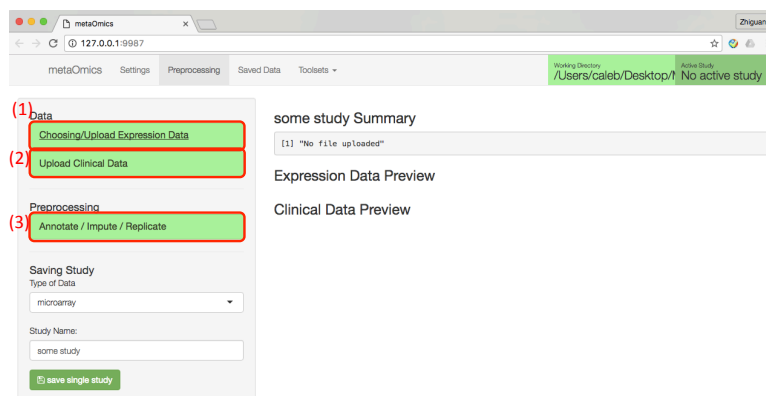 metaOmics
Zhiguan
127.0.0.1:9987
metaOmics Settings Preprocessing Saved Data Toolsets
Working Directory
/Users/caleb/Desktop/
Active Study
No active study
(1)
Data
Choosing/Upload Expression Data
(2)
Upload Clinical Data
Preprocessing
(3)
Annotate / Impute / Replicate
Saving Study
Type of Data
microarray
Study Name:
some study
save single study
some study Summary
[1] "No file uploaded"
Expression Data Preview
Clinical Data Preview